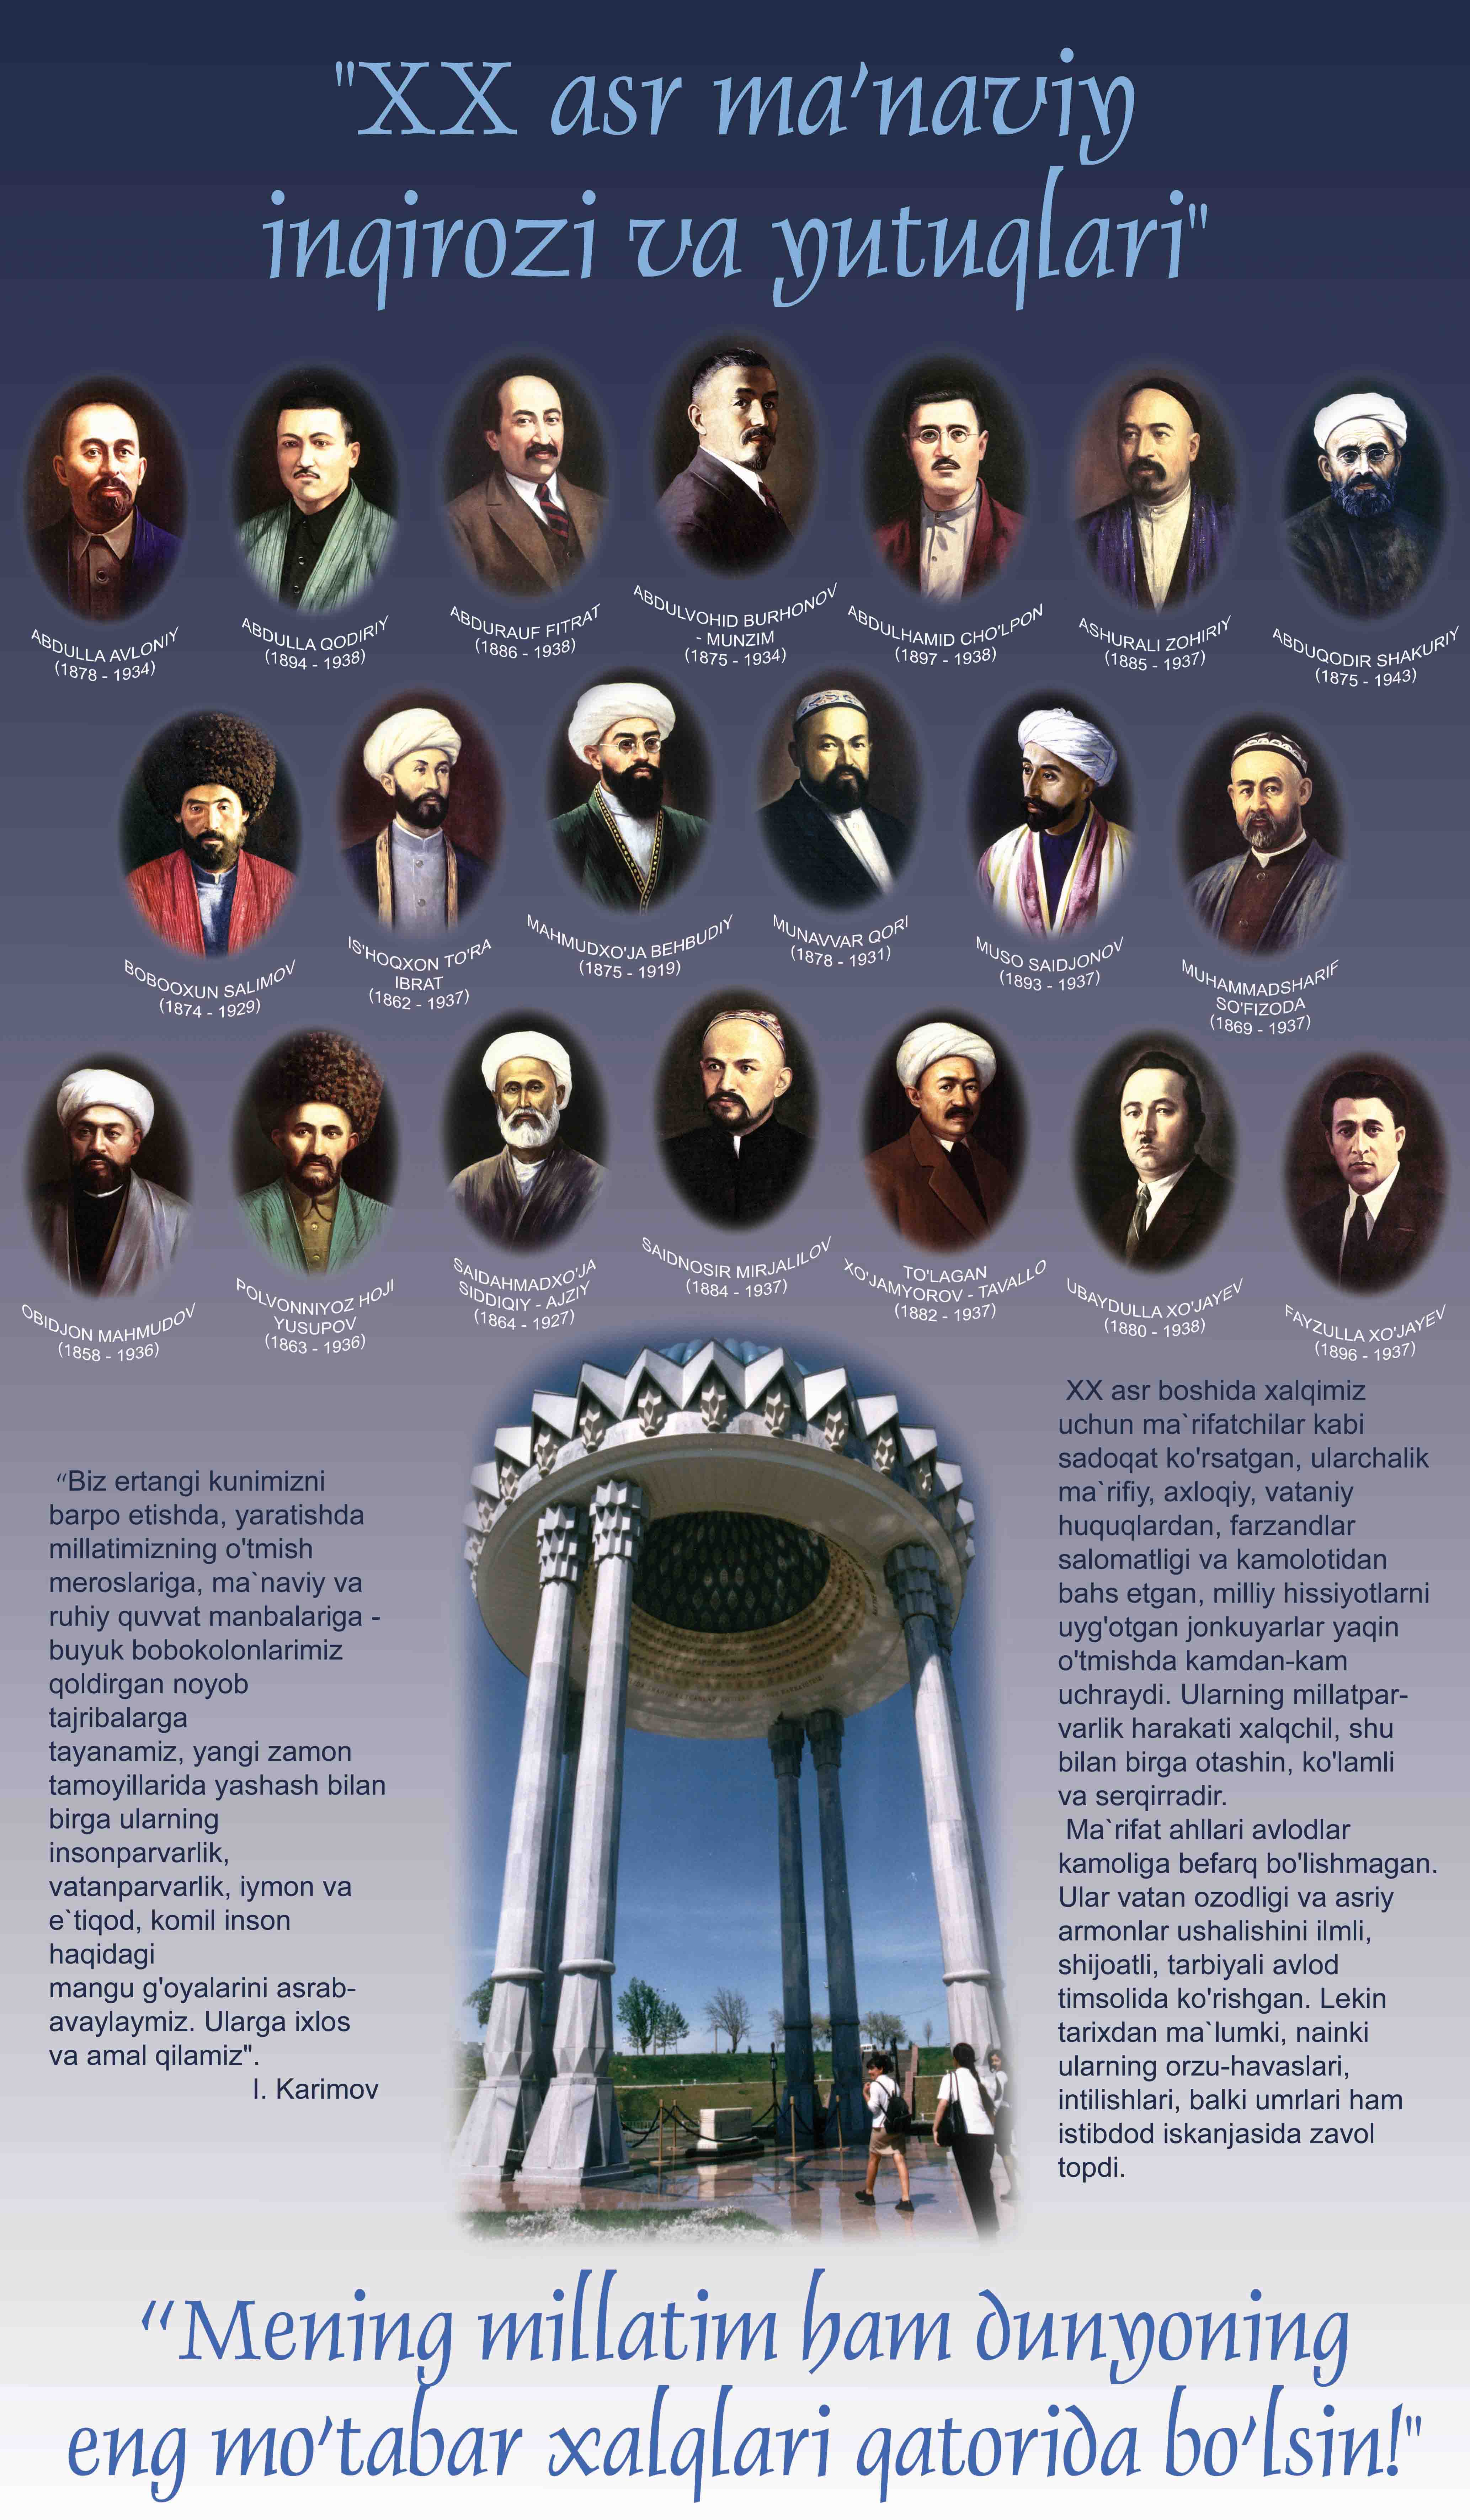 "XX asr ma'naviy
inqirozi va yutuqlari"
ABDULLA AVLONIY
(1878 - 1934)
ABDULLA QODIRIY
(1894 - 1938)
ABDURAUF FITRAT
(1886 - 1938)
ABDULVOHID BURHONOV
- MUNZIM
(1875 - 1934)
ABDULHAMID CHO'LPON
(1897 - 1938)
ASHURALI ZOHIRIY
(1885 - 1937)
ABDUQODIR SHAKURIY
(1875 - 1943)
BOBOOXUN SALIMOV
(1874 - 1929)
IS'HOQXON TO'RA
IBRAT
(1862 - 1937)
MAHMUDXO'JA BEHBUDIY
(1875 - 1919)
MUNAVVAR QORI
(1878 - 1931)
MUSO SAIDJONOV
(1893 - 1937)
MUHAMMADSHARIF
SO'FIZODA
(1869 - 1937)
OBIDJON MAHMUDOV
(1858 - 1936)
POLVONNIYOZ HOJI
YUSUPOV
(1863 - 1936)
SAIDAHMADXO'JA
SIDDIQIY - AJZIY
(1864 - 1927)
SAIDNOSIR MIRJALILOV
(1884 - 1937)
TO'LAGAN
XO'JAMYOROV - TAVALLO
(1882 - 1937)
UBAYDULLA XO'JAYEV
(1880 - 1938)
FAYZULLA XO'JAYEV
(1896 - 1937)
“Biz ertangi kunimizni
barpo etishda, yaratishda
millatimizning o'tmish
meroslariga, ma`naviy va
ruhiy quvvat manbalariga -
buyuk bobokolonlarimiz
qoldirgan noyob
tajribalarga
tayanamiz, yangi zamon
tamoyillarida yashash bilan
birga ularning
insonparvarlik,
vatanparvarlik, iymon va
e`tiqod, komil inson
haqidagi
mangu g'oyalarini asrab-
avaylaymiz. Ularga ixlos
va amal qilamiz".
I. Karimov
XX asr boshida xalqimiz
uchun ma`rifatchilar kabi
sadoqat ko'rsatgan, ularchalik
ma`rifiy, axloqiy, vataniy
huquqlardan, farzandlar
salomatligi va kamolotidan
bahs etgan, milliy hissiyotlarni
uyg'otgan jonkuyarlar yaqin
o'tmishda kamdan-kam
uchraydi. Ularning millatpar-
varlik harakati xalqchil, shu
bilan birga otashin, ko'lamli
va serqirradir.
Ma`rifat ahllari avlodlar
kamoliga befarq bo'lishmagan.
Ular vatan ozodligi va asriy
armonlar ushalishini ilmli,
shijoatli, tarbiyali avlod
timsolida ko'rishgan. Lekin
tarixdan ma`lumki, nainki
ularning orzu-havaslari,
intilishlari, balki umrlari ham
istibdod iskanjasida zavol
topdi.
“Mening millatim ham dunyoning
eng mo'tabar xalqlari qatorida bo'lsin!"